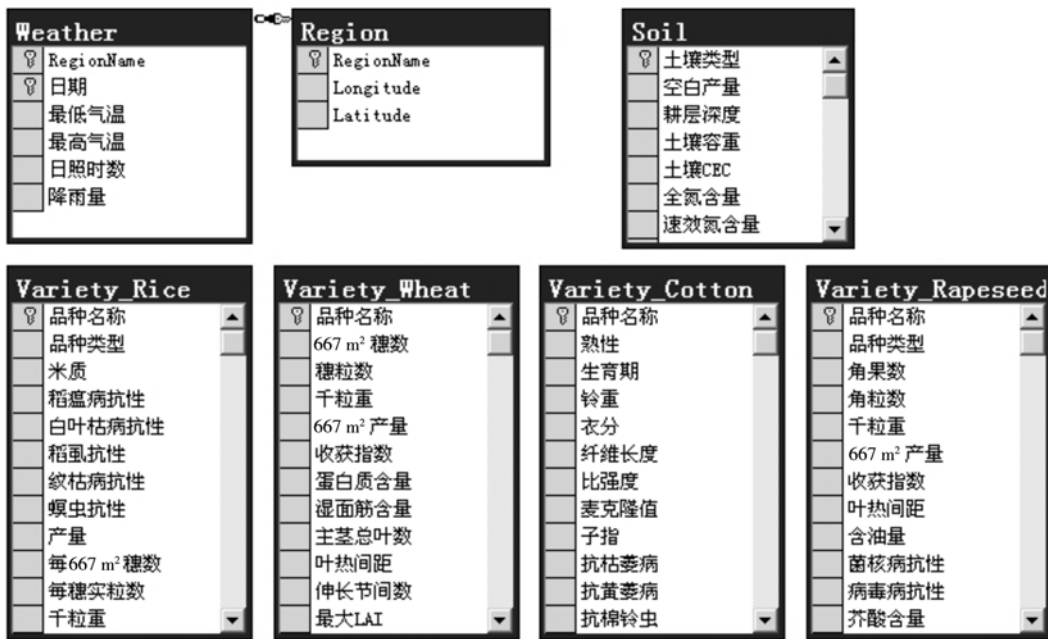 Weather
RegionName
日期
最低气温
最高气温
日照时数
降雨量
Region
RegionName
Longitude
Latitude
Soil
土壤类型
空白产量
耕层深度
土壤容重
土壤CEC
全氮含量
速效氮含量
Variety_Rice
品种名称
品种类型
米质
稻瘟病抗性
白叶枯病抗性
稻虱抗性
纹枯病抗性
螟虫抗性
产量
每667 m² 穗数
每穗实粒数
千粒重
Variety_Wheat
品种名称
667 m² 穗数
穗粒数
千粒重
667 m² 产量
收获指数
蛋白质含量
湿面筋含量
主茎总叶数
叶热间距
伸长节间数
最大LAI
Variety_Cotton
品种名称
熟性
生育期
铃重
衣分
纤维长度
比强度
麦克隆值
子指
抗枯萎病
抗黄萎病
抗棉铃虫
Variety_Rapeseed
品种名称
品种类型
角果数
角粒数
千粒重
667 m² 产量
收获指数
叶热间距
含油量
菌核病抗性
病毒病抗性
芥酸含量